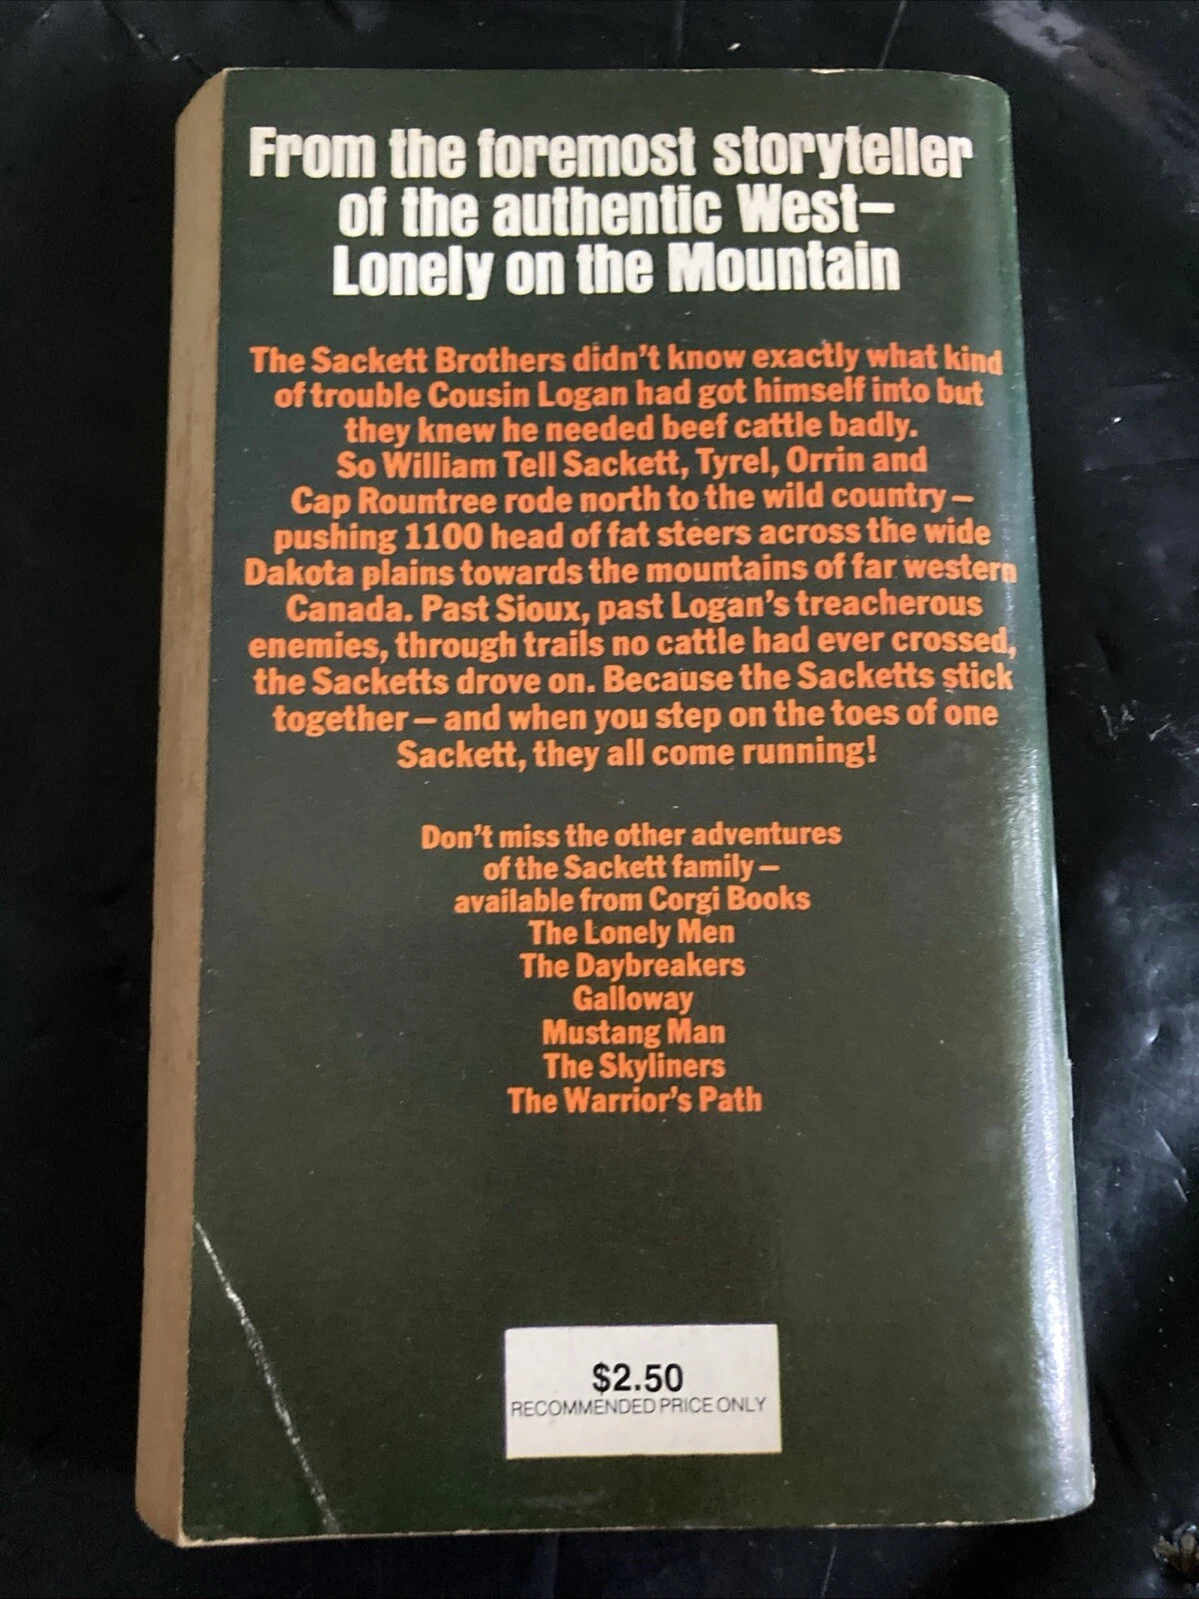 From the foremost storyteller
of the authentic West—
Lonely on the Mountain
The Sackett Brothers didn't know exactly what kind
of trouble Cousin Logan had got himself into but
they knew he needed beef cattle badly.
So William Tell Sackett, Tyrel, Orrin and
Cap Rountree rode north to the wild country —
pushing 1100 head of fat steers across the wide
Dakota plains towards the mountains of far western
Canada. Past Sioux, past Logan's treacherous
enemies, through trails no cattle had ever crossed,
the Sacketts drove on. Because the Sacketts stick
together — and when you step on the toes of one
Sackett, they all come running!
Don't miss the other adventures
of the Sackett family —
available from Corgi Books
The Lonely Men
The Daybreakers
Galloway
Mustang Man
The Skyliners
The Warrior's Path
$2.50
RECOMMENDED PRICE ONLY